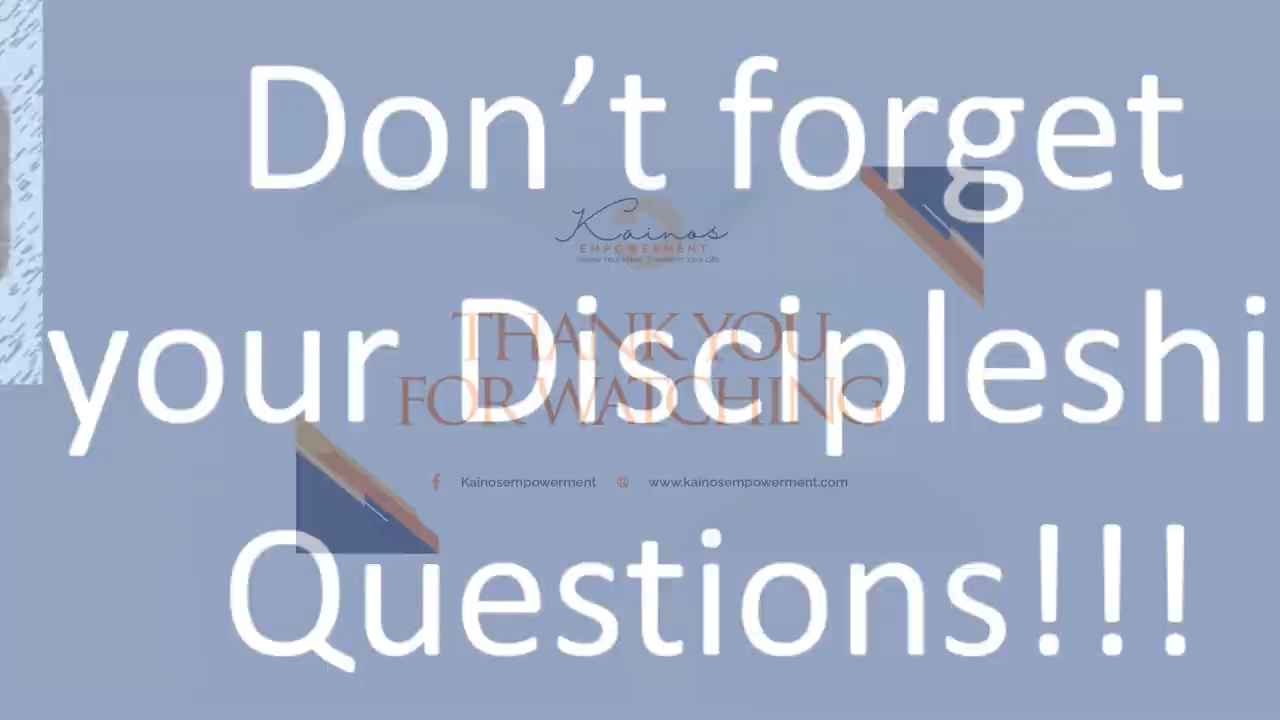 Don’t forget
your Discipleshi
Questions!!!
Kainos
EMPOWERMENT
THANK YOU
FOR WATCHING
Kainosempowerment
www.kainosempowerment.com